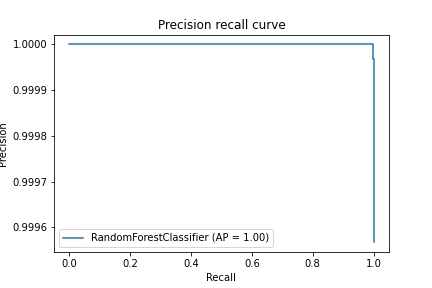 Precision recall curve
1.0000
0.9999
0.9998
0.9997
0.9996
Precision
RandomForestClassifier (AP = 1.00)
0.0 0.2 0.4 0.6 0.8 1.0
Recall